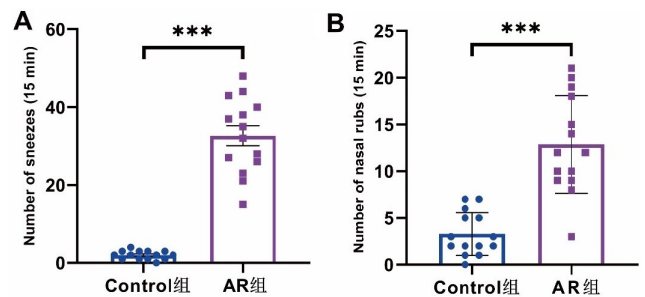 A
Number of sneezes (15 min)
60
40
20
0
***
Control组
AR组
B
Number of nasal rubs (15 min)
25
20
15
10
5
0
***
Control组
AR组